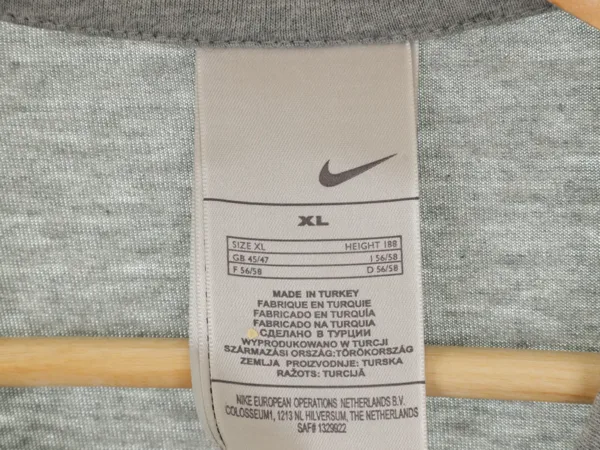 XL
SIZE XL HEIGHT 188
GB 45/47 I 56/58
F 56/58 D 56/58
MADE IN TURKEY
FABRIQUE EN TURQUIE
FABRICADO EN TURQUÍA
FABRICADO NA TURQUIA
СДЕЛАНО В ТУРЦИИ
WYPRODUKOWANO W TURCJI
SZÁRMAZÁSI ORSZÁG:TÖRÖKORSZÁG
ZEMLJA PROIZVODNJE: TURSKA
RAŽOTS: TURCIJĀ
NIKE EUROPEAN OPERATIONS NETHERLANDS B.V.
COLOSSEUM1, 1213 NL HILVERSUM, THE NETHERLANDS
SAF# 1329922